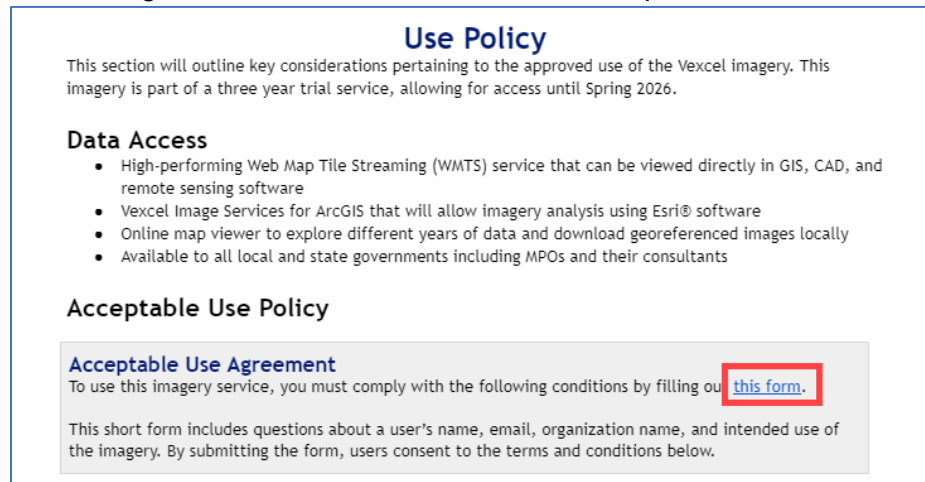 Use Policy
This section will outline key considerations pertaining to the approved use of the Vexcel imagery. This
imagery is part of a three year trial service, allowing for access until Spring 2026.
Data Access
• High-performing Web Map Tile Streaming (WMTS) service that can be viewed directly in GIS, CAD, and
remote sensing software
• Vexcel Image Services for ArcGIS that will allow imagery analysis using Esri® software
• Online map viewer to explore different years of data and download georeferenced images locally
• Available to all local and state governments including MPOs and their consultants
Acceptable Use Policy
Acceptable Use Agreement
To use this imagery service, you must comply with the following conditions by filling ou this form.
This short form includes questions about a user's name, email, organization name, and intended use of
the imagery. By submitting the form, users consent to the terms and conditions below.